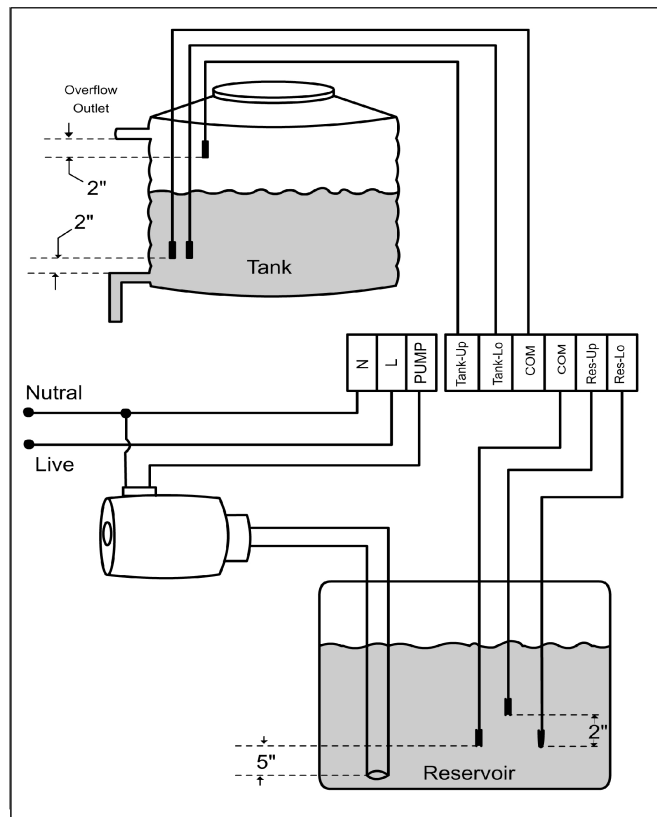 Overflow
Outlet
2"
2"
Tank
N
L
PUMP
Tank-Up
Tank-Lo
COM
COM
Res-Up
Res-Lo
Nutral
Live
2"
5"
Reservoir